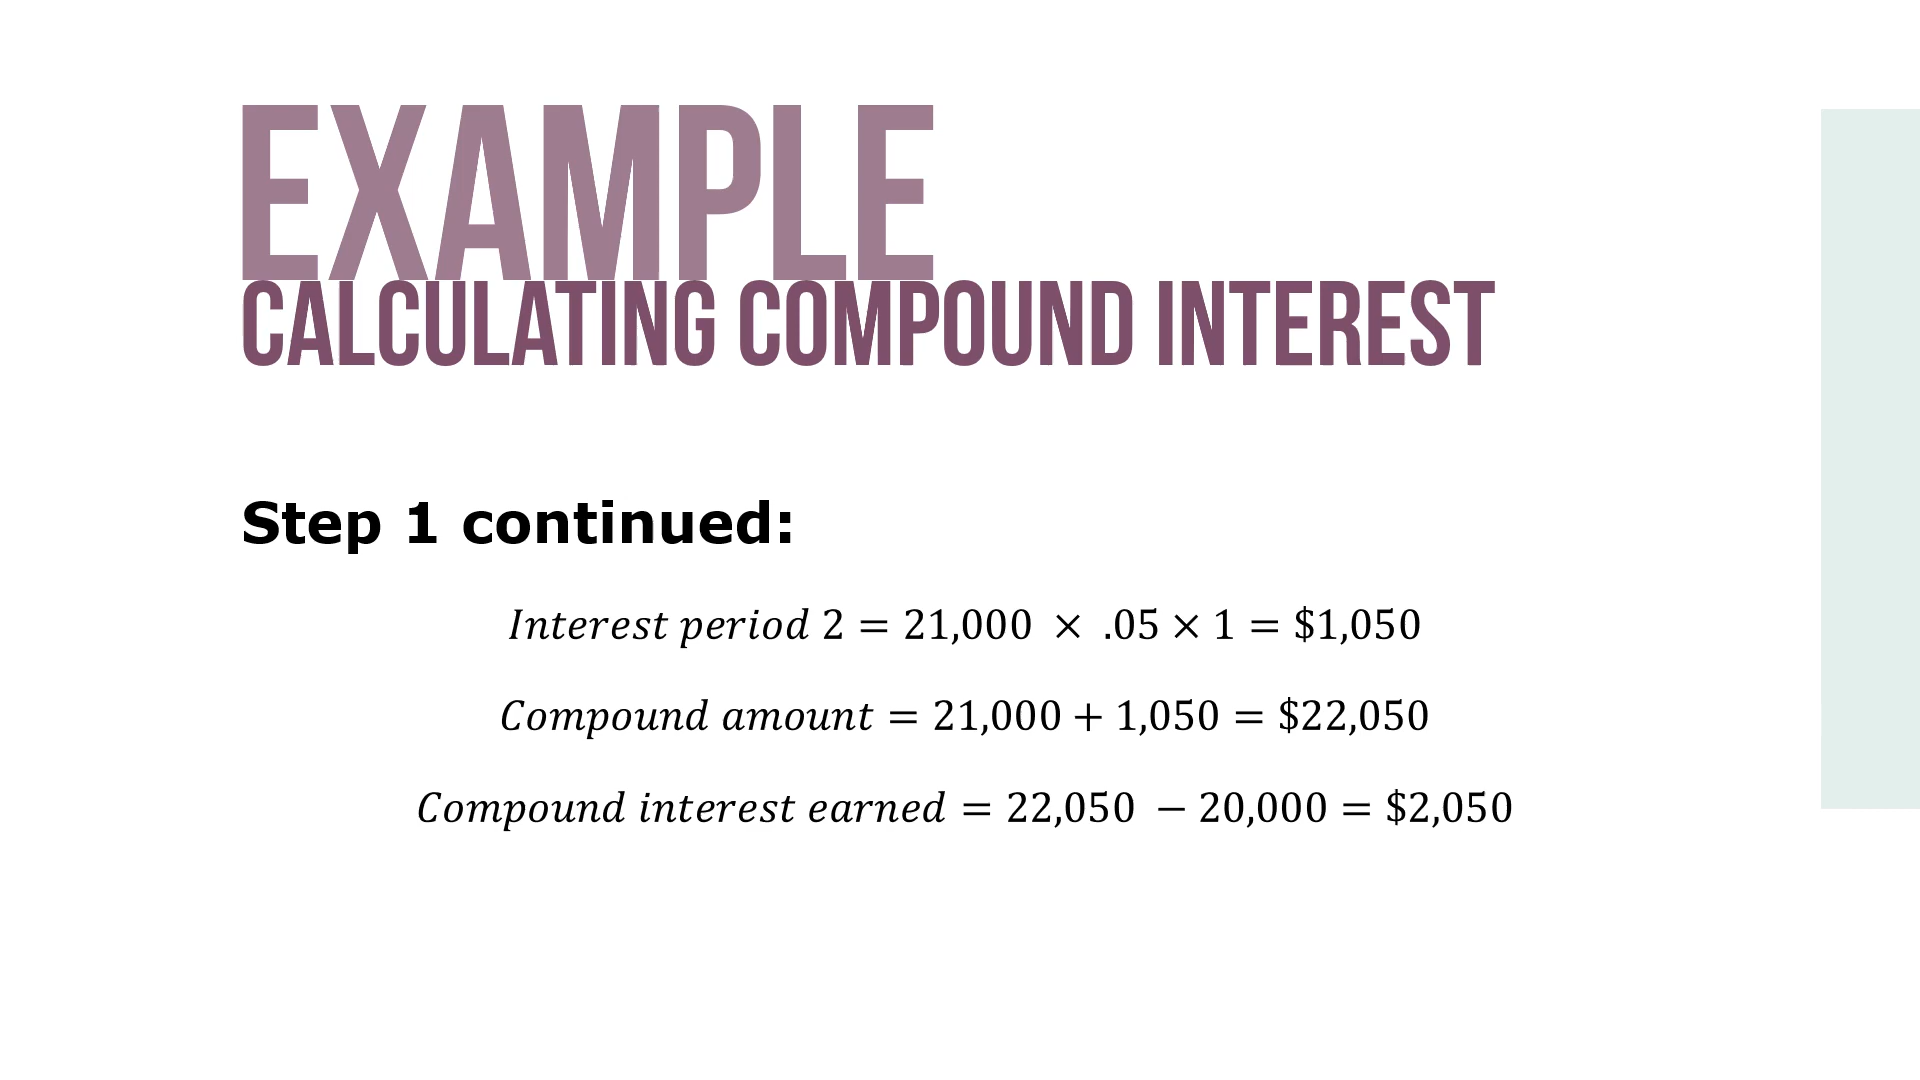 EXAMPLE
CALCULATING COMPOUND INTEREST
Step 1 continued:
Interest period 2 = 21,000 × .05 × 1 = $1,050
Compound amount = 21,000 + 1,050 = $22,050
Compound interest earned = 22,050 − 20,000 = $2,050